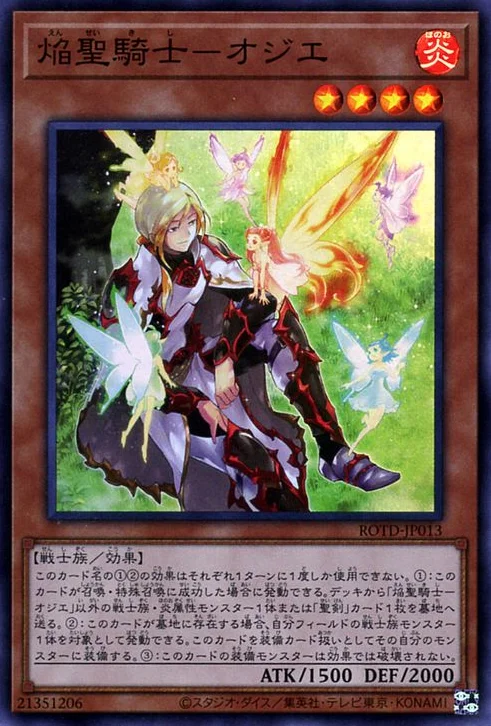 焔聖騎士－オジエ
炎
ROTD-JP013
【戦士族／効果】
このカード名の①②の効果はそれぞれ１ターンに１度しか使用できない。①：こ
のカードが召喚・特殊召喚に成功した場合に発動できる。デッキから「焔聖騎士－
オジエ」以外の戦士族・炎属性モンスター１体または「聖剣」カード１枚を墓地へ
送る。②：このカードが墓地に存在する場合、自分フィールドの戦士族モンスター
１体を対象として発動できる。このカードを装備カード扱いとしてその自分のモン
スターに装備する。③：このカードの装備モンスターは効果では破壊されない。
ATK/1500 DEF/2000
21351206
©スタジオ・ダイス／集英社・テレビ東京・KONAMI